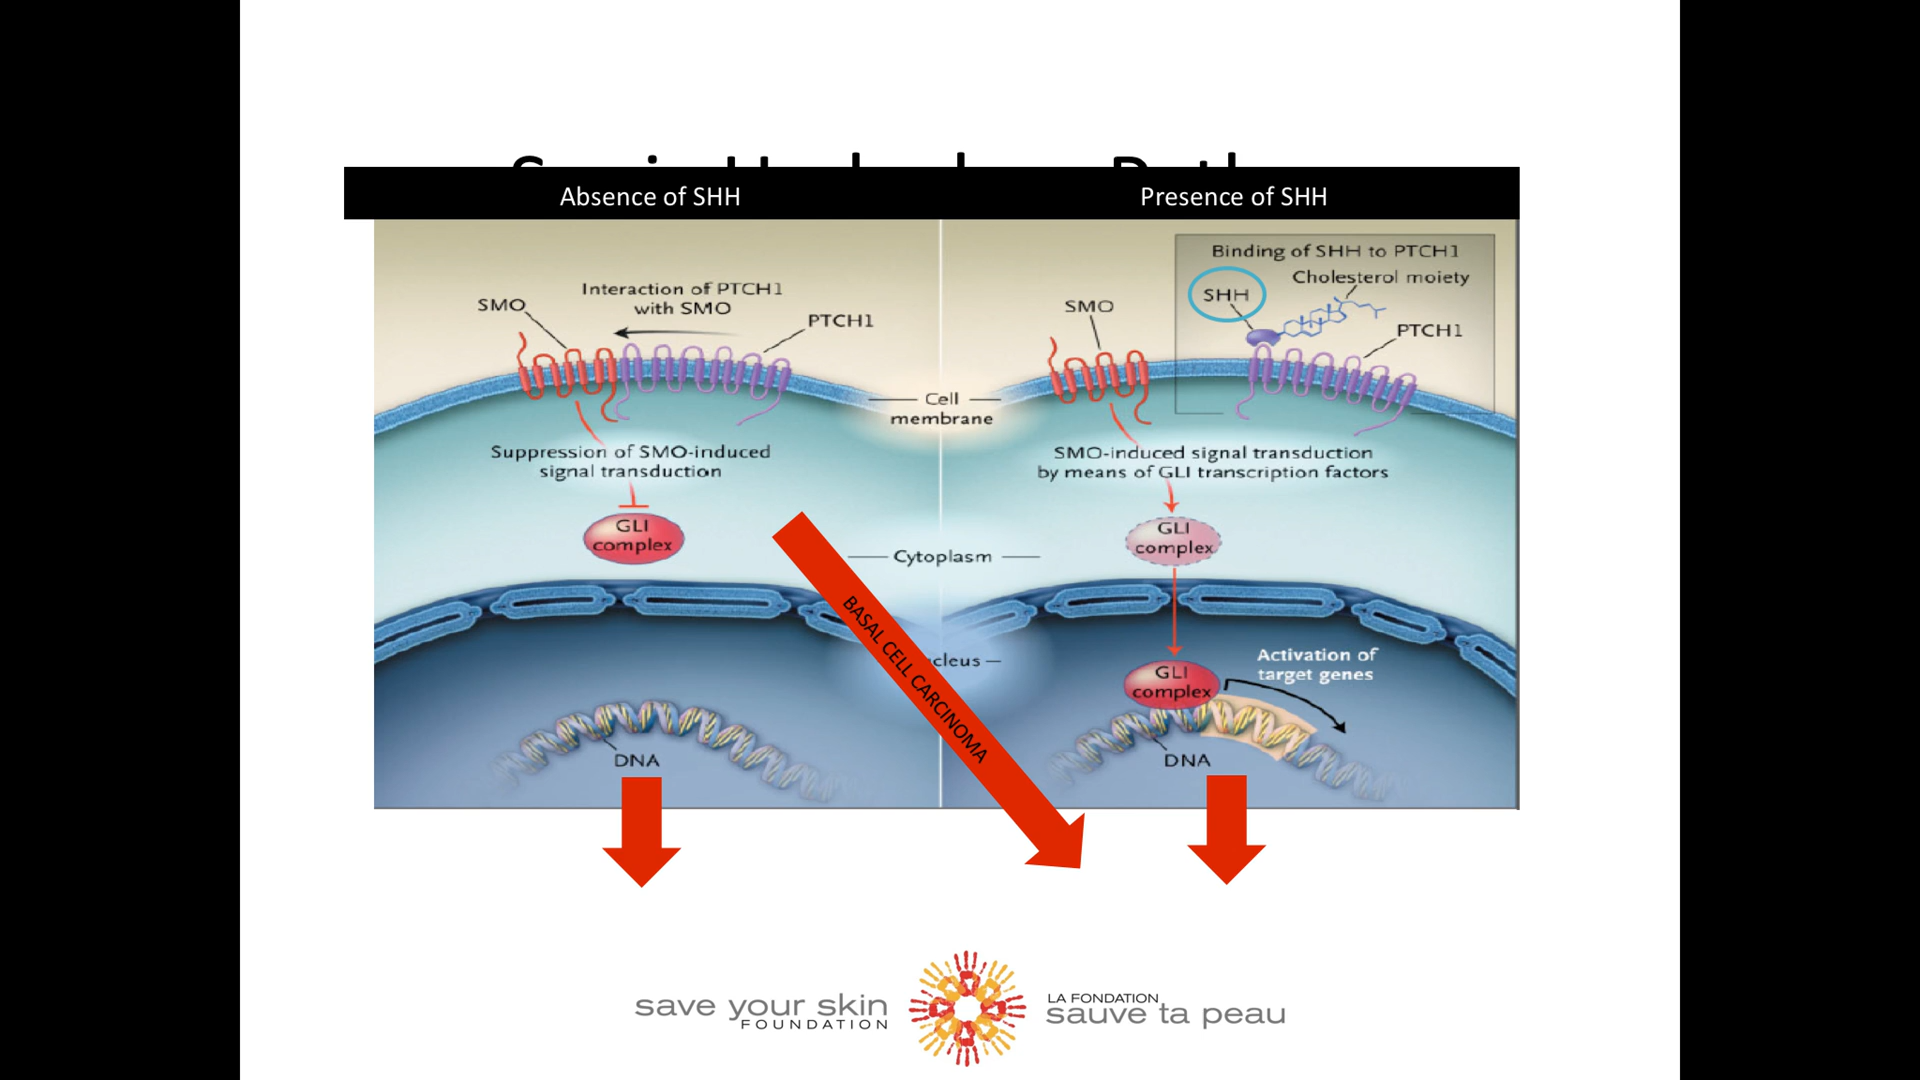 Absence of SHH
Presence of SHH
Interaction of PTCH1
with SMO
SMO
PTCH1
Suppression of SMO-induced
signal transduction
GLI
complex
DNA
Cell
membrane
Cytoplasm
BASAL CELL CARCINOMA
Binding of SHH to PTCH1
Cholesterol moiety
SHH
SMO
PTCH1
SMO-induced signal transduction
by means of GLI transcription factors
GLI
complex
Activation of
target genes
GLI
complex
DNA
save your skin
FOUNDATION
LA FONDATION
sauve ta peau